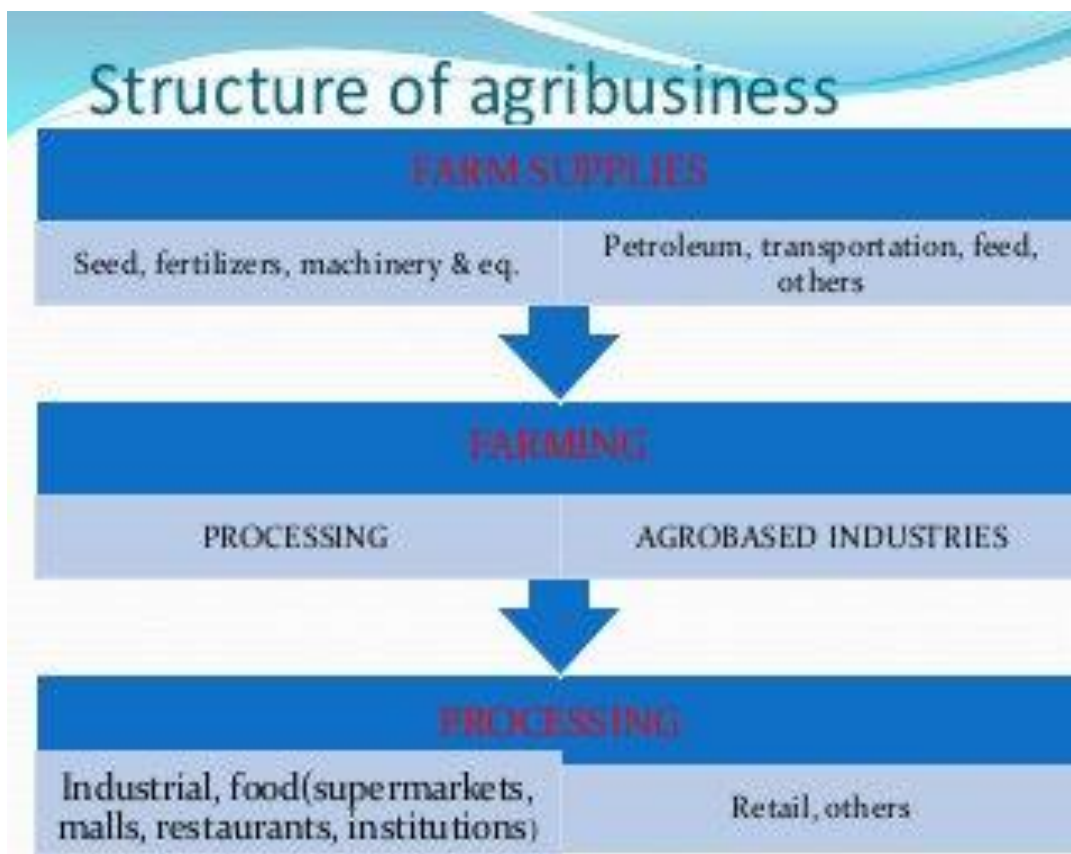 Structure of agribusiness
FARM SUPPLIES
Seed, fertilizers, machinery & eq.
Petroleum, transportation, feed,
others
FARMING
PROCESSING
AGROBASED INDUSTRIES
PROCESSING
Industrial, food(supermarkets,
malls, restaurants, institutions)
Retail, others